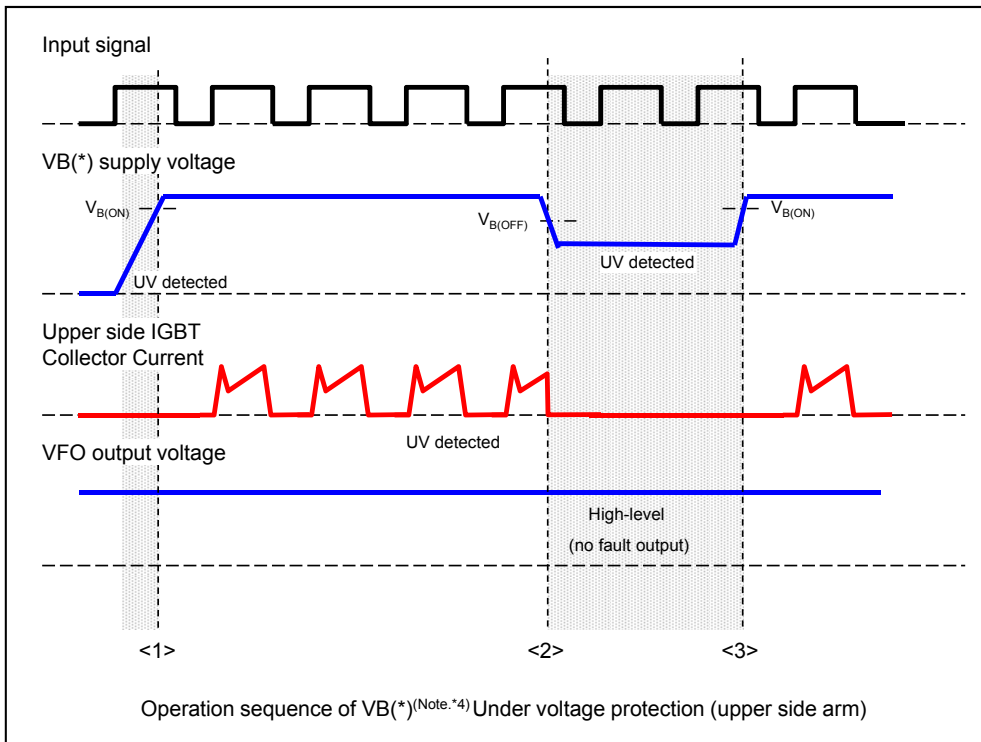 Input signal
VB(*) supply voltage
VB(ON)
VB(OFF)
VB(ON)
UV detected
UV detected
Upper side IGBT
Collector Current
UV detected
VFO output voltage
High-level
(no fault output)
<1>
<2>
<3>
Operation sequence of VB(*)(Note.*4) Under voltage protection (upper side arm)